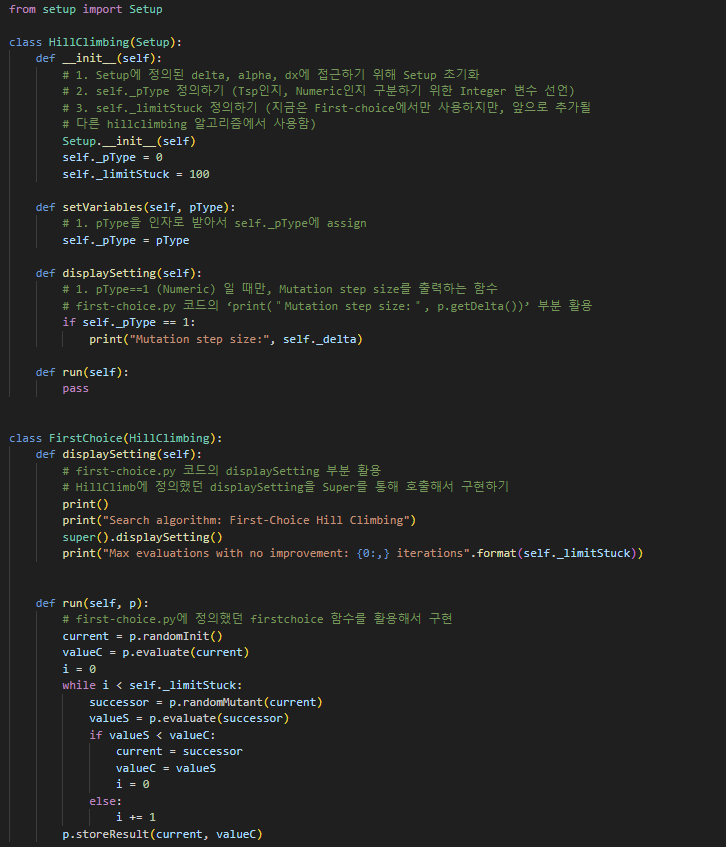 from setup import Setup
class HillClimbing(Setup):
    def __init__(self):
        # 1. Setup에 정의된 delta, alpha, dx에 접근하기 위해 Setup 초기화
        # 2. self._pType 정의하기 (Tsp인지, Numeric인지 구분하기 위한 Integer 변수 선언)
        # 3. self._limitStuck 정의하기 (지금은 First-choice에서만 사용하지만, 앞으로 추가될
        # 다른 hillclimbing 알고리즘에서 사용함)
        Setup.__init__(self)
        self._pType = 0
        self._limitStuck = 100
    def setVariables(self, pType):
        # 1. pType을 인자로 받아서 self._pType에 assign
        self._pType = pType
    def displaySetting(self):
        # 1. pType==1 (Numeric) 일 때만, Mutation step size를 출력하는 함수
        # first-choice.py 코드의 ‘print(＂Mutation step size:＂, p.getDelta())’ 부분 활용
        if self._pType == 1:
            print("Mutation step size:", self._delta)
    def run(self):
        pass
class FirstChoice(HillClimbing):
    def displaySetting(self):
        # first-choice.py 코드의 displaySetting 부분 활용
        # HillClimb에 정의했던 displaySetting을 Super를 통해 호출해서 구현하기
        print()
        print("Search algorithm: First-Choice Hill Climbing")
        super().displaySetting()
        print("Max evaluations with no improvement: {0:,} iterations".format(self._limitStuck))
    def run(self, p):
        # first-choice.py에 정의했던 firstchoice 함수를 활용해서 구현
        current = p.randomInit()
        valueC = p.evaluate(current)
        i = 0
        while i < self._limitStuck:
            successor = p.randomMutant(current)
            valueS = p.evaluate(successor)
            if valueS < valueC:
                current = successor
                valueC = valueS
                i = 0
            else:
                i += 1
        p.storeResult(current, valueC)